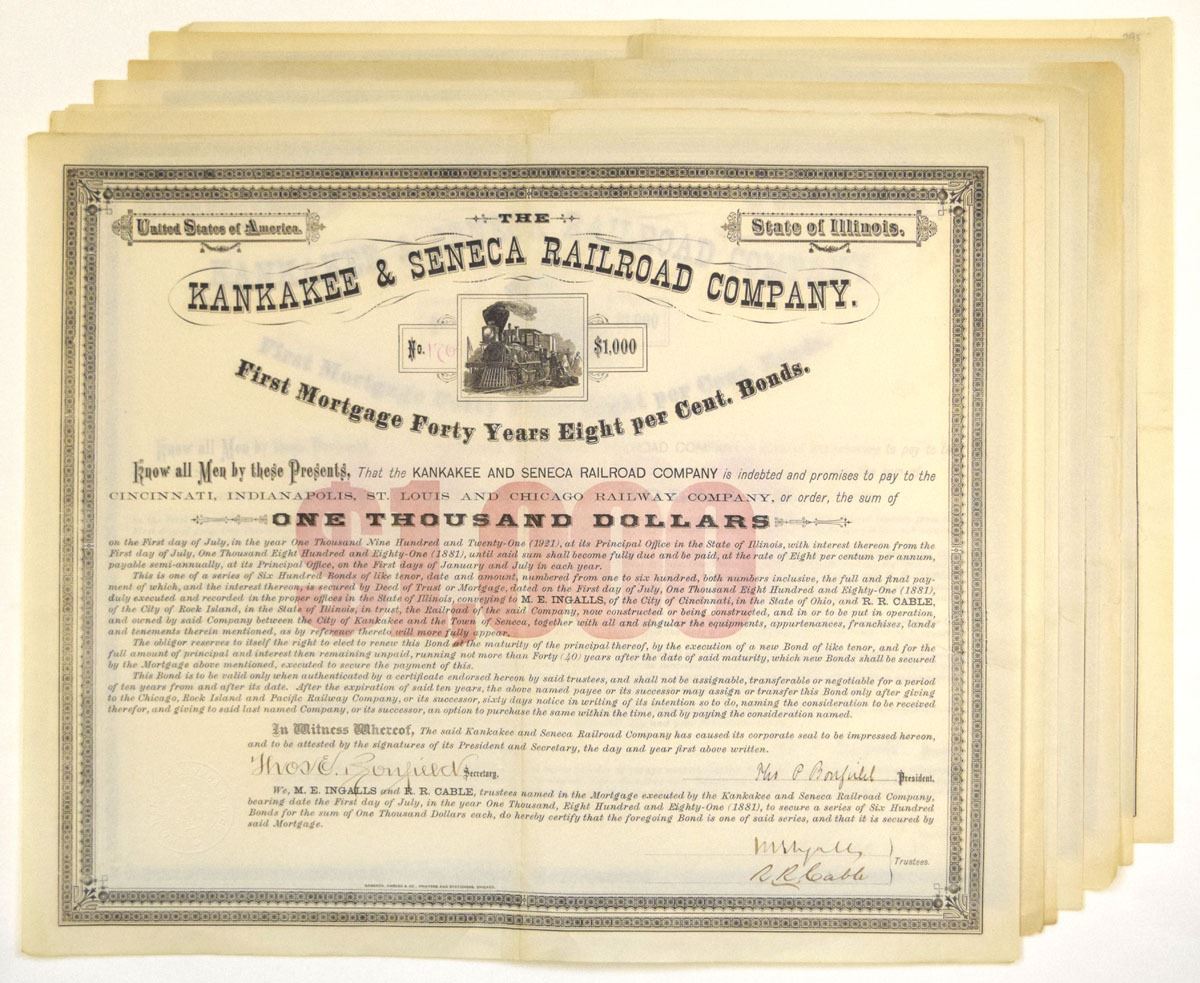 United States of America.
THE
State of Illinois.
KANKAKEE & SENECA RAILROAD COMPANY.
No.
$1,000
First Mortgage Forty Years Eight per Cent. Bonds.
Know all Men by these Presents, That the KANKAKEE AND SENECA RAILROAD COMPANY is indebted and promises to pay to the
CINCINNATI, INDIANAPOLIS, ST. LOUIS AND CHICAGO RAILWAY COMPANY, or order, the sum of
$1,000
ONE THOUSAND DOLLARS
on the First day of July, in the year One Thousand Nine Hundred and Twenty-One (1921), at its Principal Office in the State of Illinois, with interest thereon from the
First day of July, One Thousand Eight Hundred and Eighty-One (1881), until said sum shall become fully due and be paid, at the rate of Eight per centum per annum,
payable semi-annually, at its Principal Office, on the First days of January and July in each year.
This is one of a series of Six Hundred Bonds of like tenor, date and amount, numbered from one to six hundred, both numbers inclusive, the full and final pay-
ment of which, and the interest thereon, is secured by Deed of Trust or Mortgage, dated on the First day of July, One Thousand Eight Hundred and Eighty-One (1881),
duly executed and recorded in the proper offices in the State of Illinois, conveying to M. E. INGALLS, of the City of Cincinnati, in the State of Ohio, and R. R. CABLE,
of the City of Rock Island, in the State of Illinois, in trust, the Railroad of the said Company, now constructed or being constructed, and in or to be put in operation,
and owned by said Company between the City of Kankakee and the Town of Seneca, together with all and singular the equipments, appurtenances, franchises, lands
and tenements therein mentioned, as by reference thereto will more fully appear.
The obligor reserves to itself the right to elect to renew this Bond at the maturity of the principal thereof, by the execution of a new Bond of like tenor, and for the
full amount of principal and interest then remaining unpaid, running not more than Forty (40) years after the date of said maturity, which new Bonds shall be secured
by the Mortgage above mentioned, executed to secure the payment of this.
This Bond is to be valid only when authenticated by a certificate endorsed hereon by said trustees, and shall not be assignable, transferable or negotiable for a period
of ten years from and after its date. After the expiration of said ten years, the above named payee or its successor may assign or transfer this Bond only after giving
to the Chicago, Rock Island and Pacific Railway Company, or its successor, sixty days notice in writing of its intention so to do, naming the consideration to be received
therefor, and giving to said last named Company, or its successor, an option to purchase the same within the time, and by paying the consideration named.
In Witness Whereof, The said Kankakee and Seneca Railroad Company has caused its corporate seal to be impressed hereon,
and to be attested by the signatures of its President and Secretary, the day and year first above written.
Thos E. Bonfield Secretary.
Thos P Bonfield President.
We, M. E. INGALLS and R. R. CABLE, trustees named in the Mortgage executed by the Kankakee and Seneca Railroad Company,
bearing date the First day of July, in the year One Thousand, Eight Hundred and Eighty-One (1881), to secure a series of Six Hundred
Bonds for the sum of One Thousand Dollars each, do hereby certify that the foregoing Bond is one of said series, and that it is secured by
said Mortgage.
M E Ingalls
R. R. Cable
Trustees.